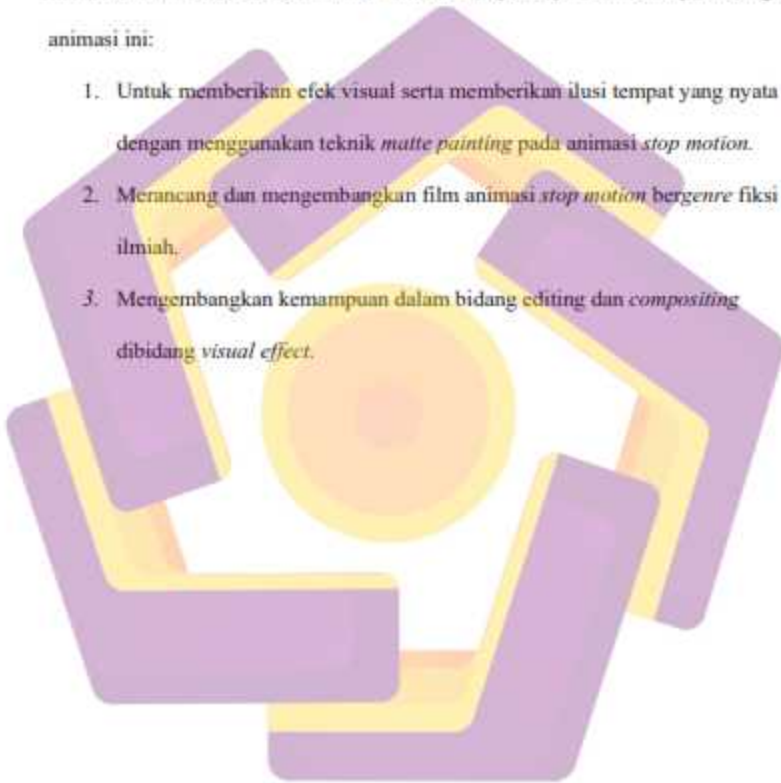 animasi ini:
1. Untuk memberikan efek visual serta memberikan ilusi tempat yang nyata
dengan menggunakan teknik matte painting pada animasi stop motion.
2. Merancang dan mengembangkan film animasi stop motion bergenre fiksi
ilmiah.
3. Mengembangkan kemampuan dalam bidang editing dan compositing
dibidang visual effect.